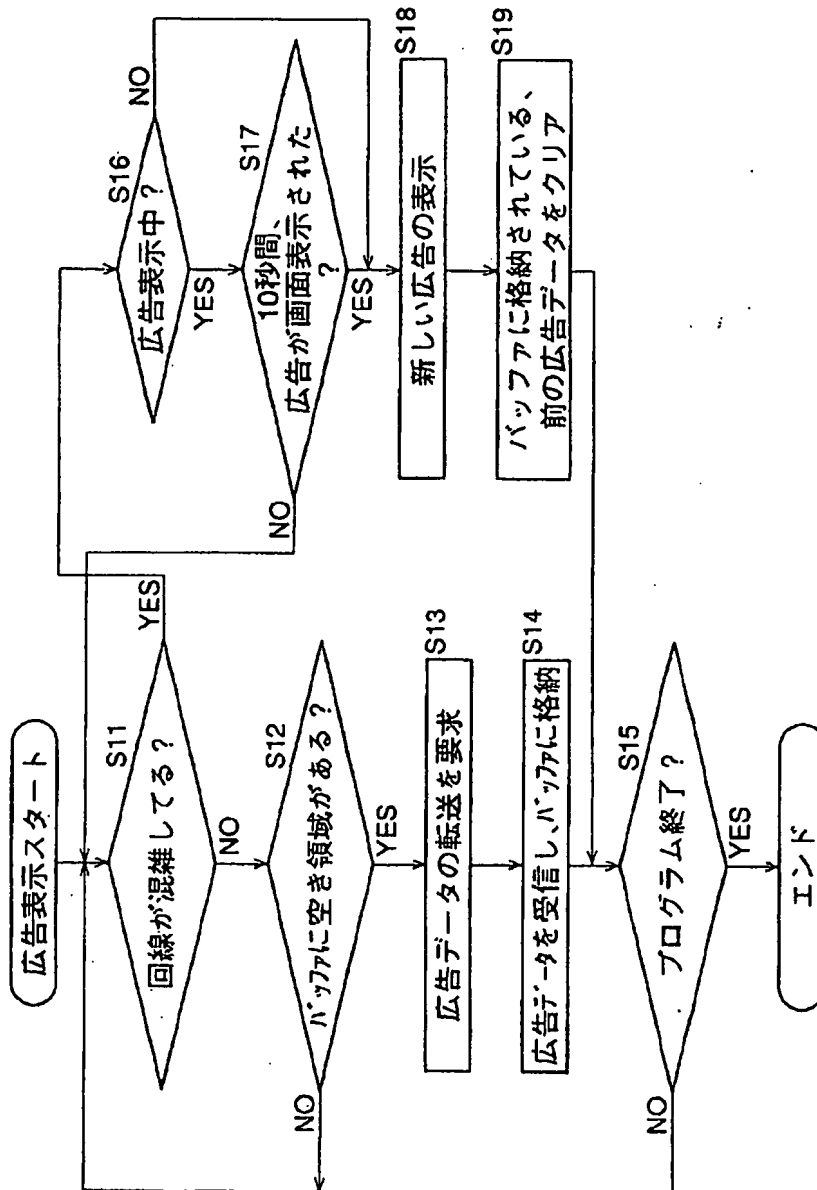 広告表示スタート
S11
回線が混雑してる？
YES
NO
S12
バッファに空き領域がある？
NO
YES
S13
広告データの転送を要求
S14
広告データを受信し、バッファに格納
S15
プログラム終了？
NO
YES
エンド
S16
広告表示中？
NO
YES
S17
10秒間、
広告が画面表示された
？
NO
YES
S18
新しい広告の表示
S19
バッファに格納されている、
前の広告データをクリア